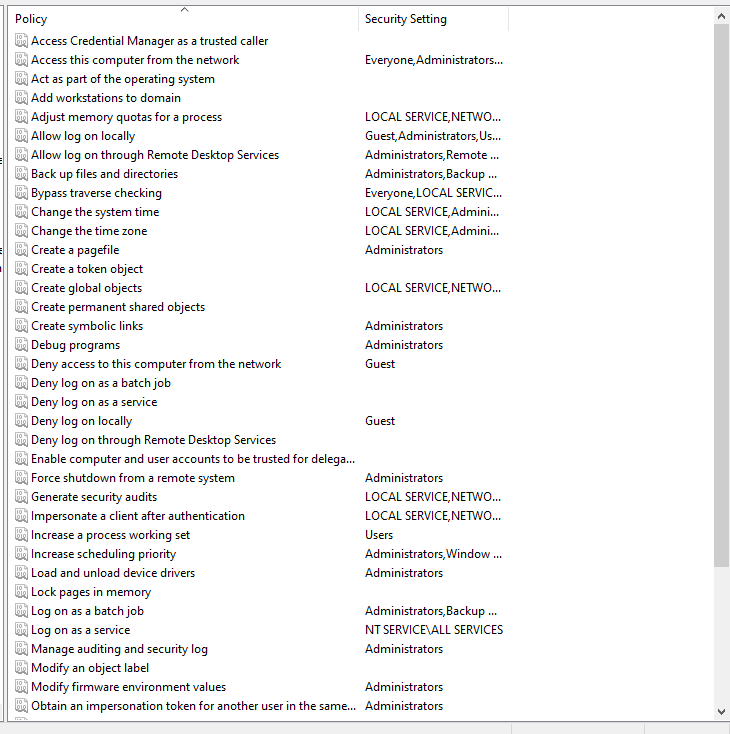 Policy Security Setting
Access Credential Manager as a trusted caller
Access this computer from the network Everyone,Administrators...
Act as part of the operating system
Add workstations to domain
Adjust memory quotas for a process LOCAL SERVICE,NETWO...
Allow log on locally Guest,Administrators,Us...
Allow log on through Remote Desktop Services Administrators,Remote ...
Back up files and directories Administrators,Backup ...
Bypass traverse checking Everyone,LOCAL SERVIC...
Change the system time LOCAL SERVICE,Admini...
Change the time zone LOCAL SERVICE,Admini...
Create a pagefile Administrators
Create a token object
Create global objects LOCAL SERVICE,NETWO...
Create permanent shared objects
Create symbolic links Administrators
Debug programs Administrators
Deny access to this computer from the network Guest
Deny log on as a batch job
Deny log on as a service
Deny log on locally Guest
Deny log on through Remote Desktop Services
Enable computer and user accounts to be trusted for delega...
Force shutdown from a remote system Administrators
Generate security audits LOCAL SERVICE,NETWO...
Impersonate a client after authentication LOCAL SERVICE,NETWO...
Increase a process working set Users
Increase scheduling priority Administrators,Window ...
Load and unload device drivers Administrators
Lock pages in memory
Log on as a batch job Administrators,Backup ...
Log on as a service NT SERVICE\ALL SERVICES
Manage auditing and security log Administrators
Modify an object label
Modify firmware environment values Administrators
Obtain an impersonation token for another user in the same... Administrators